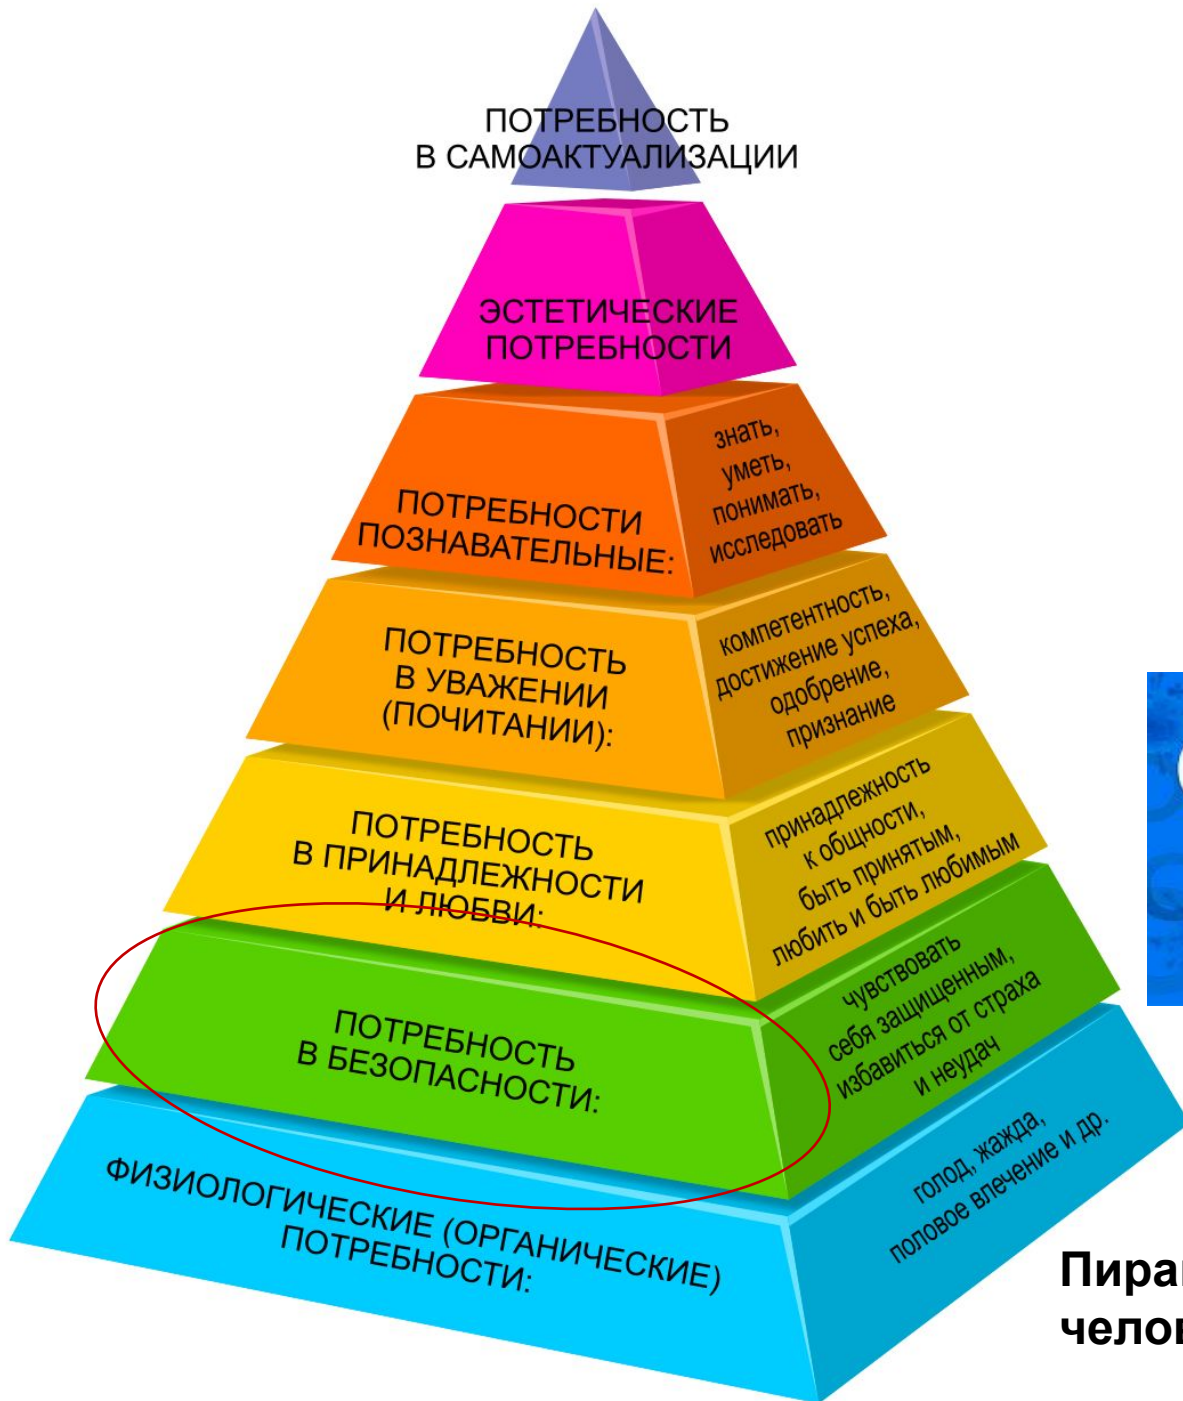 ПОТРЕБНОСТЬ
В САМОАКТУАЛИЗАЦИИ
ЭСТЕТИЧЕСКИЕ
ПОТРЕБНОСТИ
ПОТРЕБНОСТИ
ПОЗНАВАТЕЛЬНЫЕ:
знать,
уметь,
понимать,
исследовать
ПОТРЕБНОСТЬ
В УВАЖЕНИИ
(ПОЧИТАНИИ):
компетентность,
достижение успеха,
одобрение,
признание
ПОТРЕБНОСТЬ
В ПРИНАДЛЕЖНОСТИ
И ЛЮБВИ:
принадлежность
к общности,
быть принятым,
любить и быть любимым
ПОТРЕБНОСТЬ
В БЕЗОПАСНОСТИ:
чувствовать
себя защищенным,
избавиться от страха
и неудач
ФИЗИОЛОГИЧЕСКИЕ (ОРГАНИЧЕСКИЕ)
ПОТРЕБНОСТИ:
голод, жажда,
половое влечение и др.